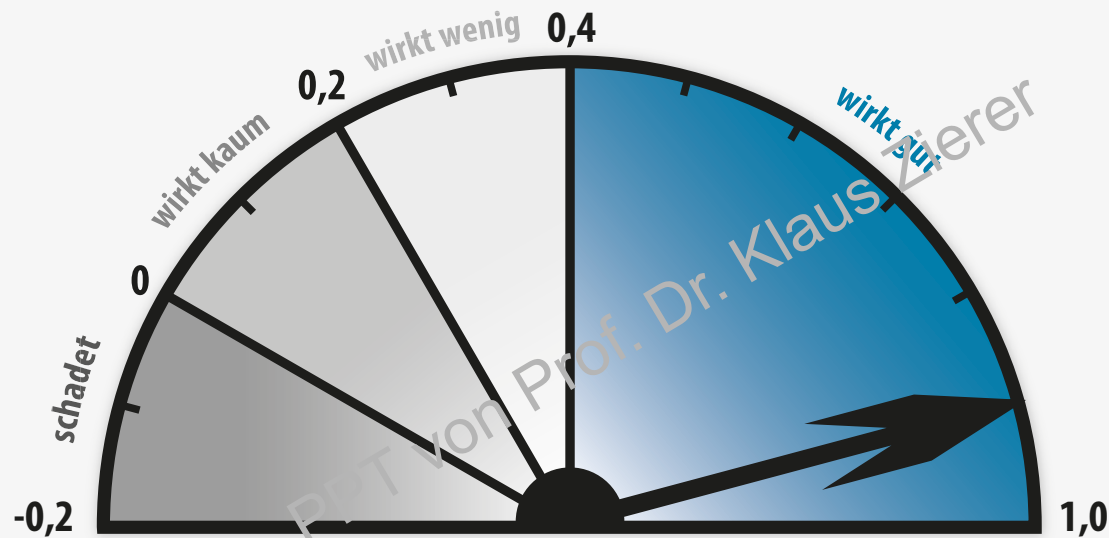 wirkt wenig
0,4
0,2
wirkt gut
wirkt kaum
0
schadet
-0,2
1,0
PPT von Prof. Dr. Klaus Zierer